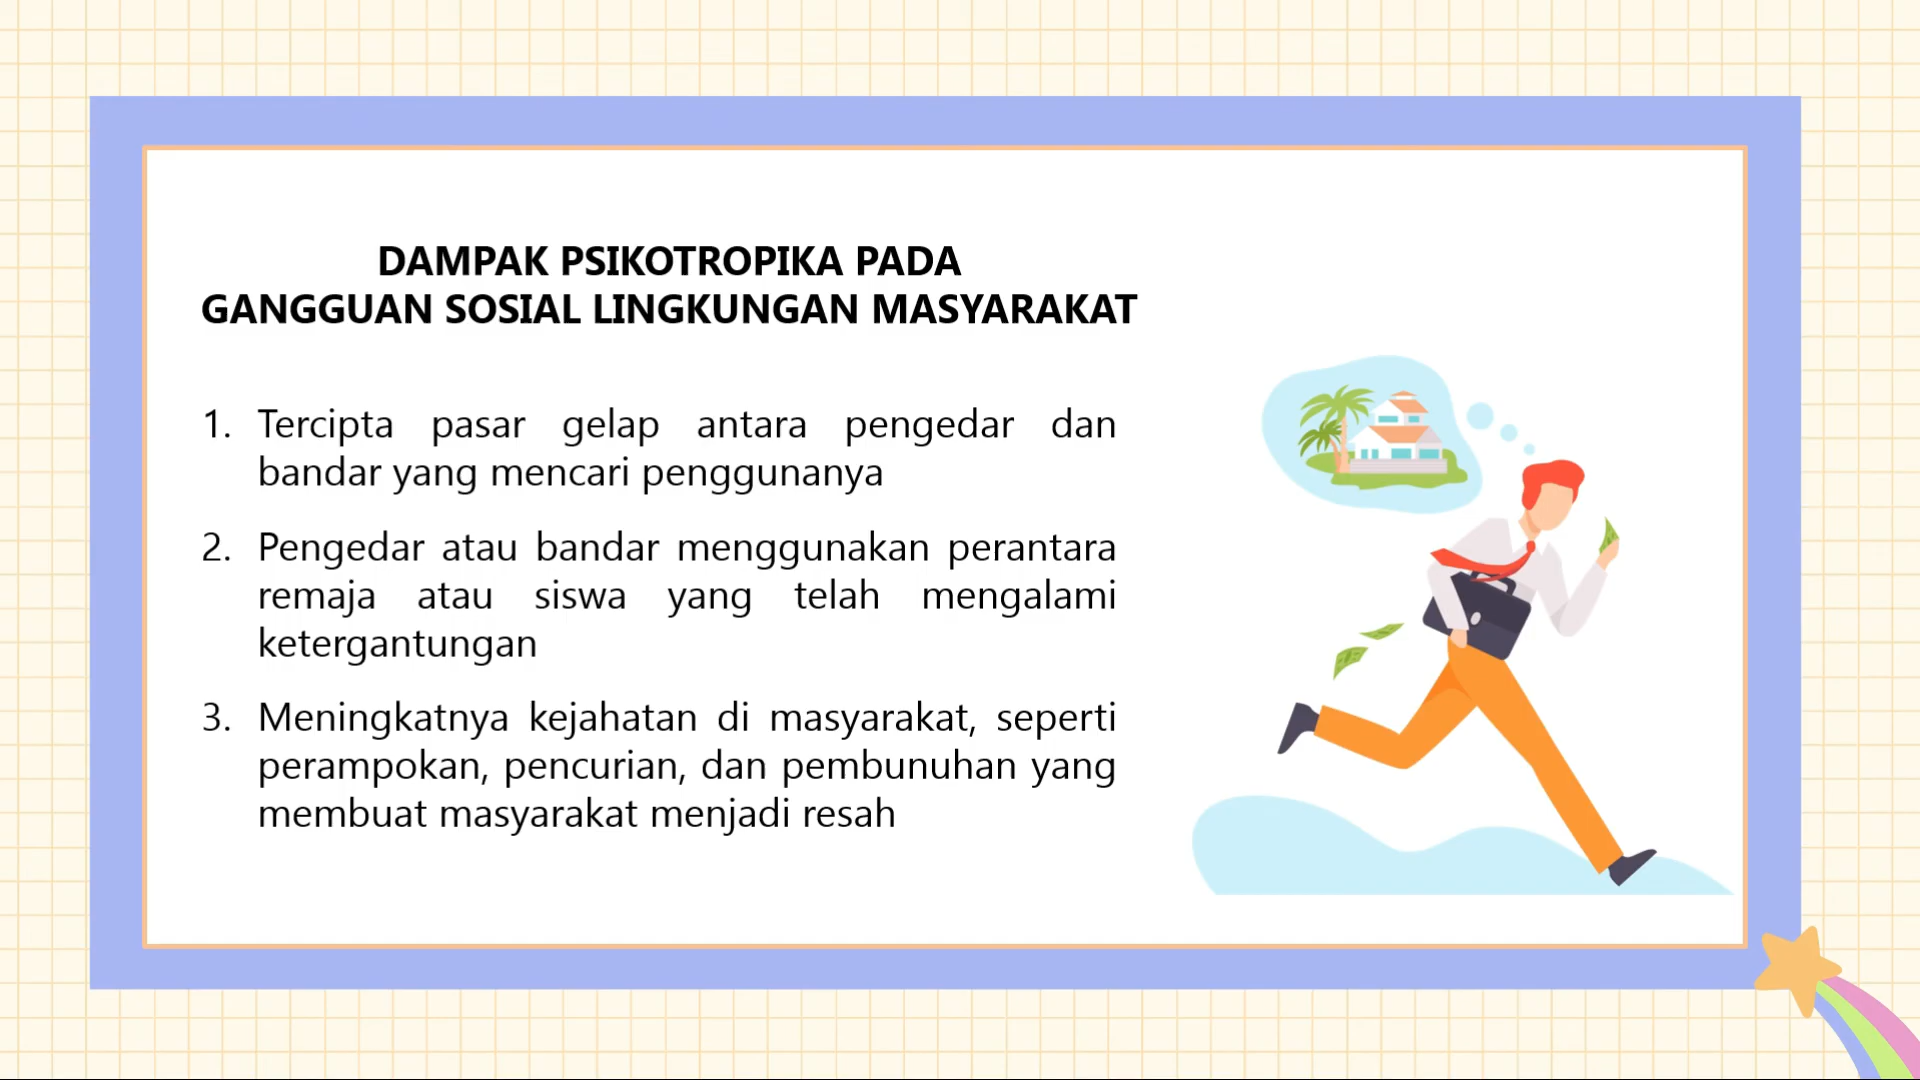 DAMPAK PSIKOTROPIKA PADA
GANGGUAN SOSIAL LINGKUNGAN MASYARAKAT
1. Tercipta pasar gelap antara pengedar dan
bandar yang mencari penggunanya
2. Pengedar atau bandar menggunakan perantara
remaja atau siswa yang telah mengalami
ketergantungan
3. Meningkatnya kejahatan di masyarakat, seperti
perampokan, pencurian, dan pembunuhan yang
membuat masyarakat menjadi resah